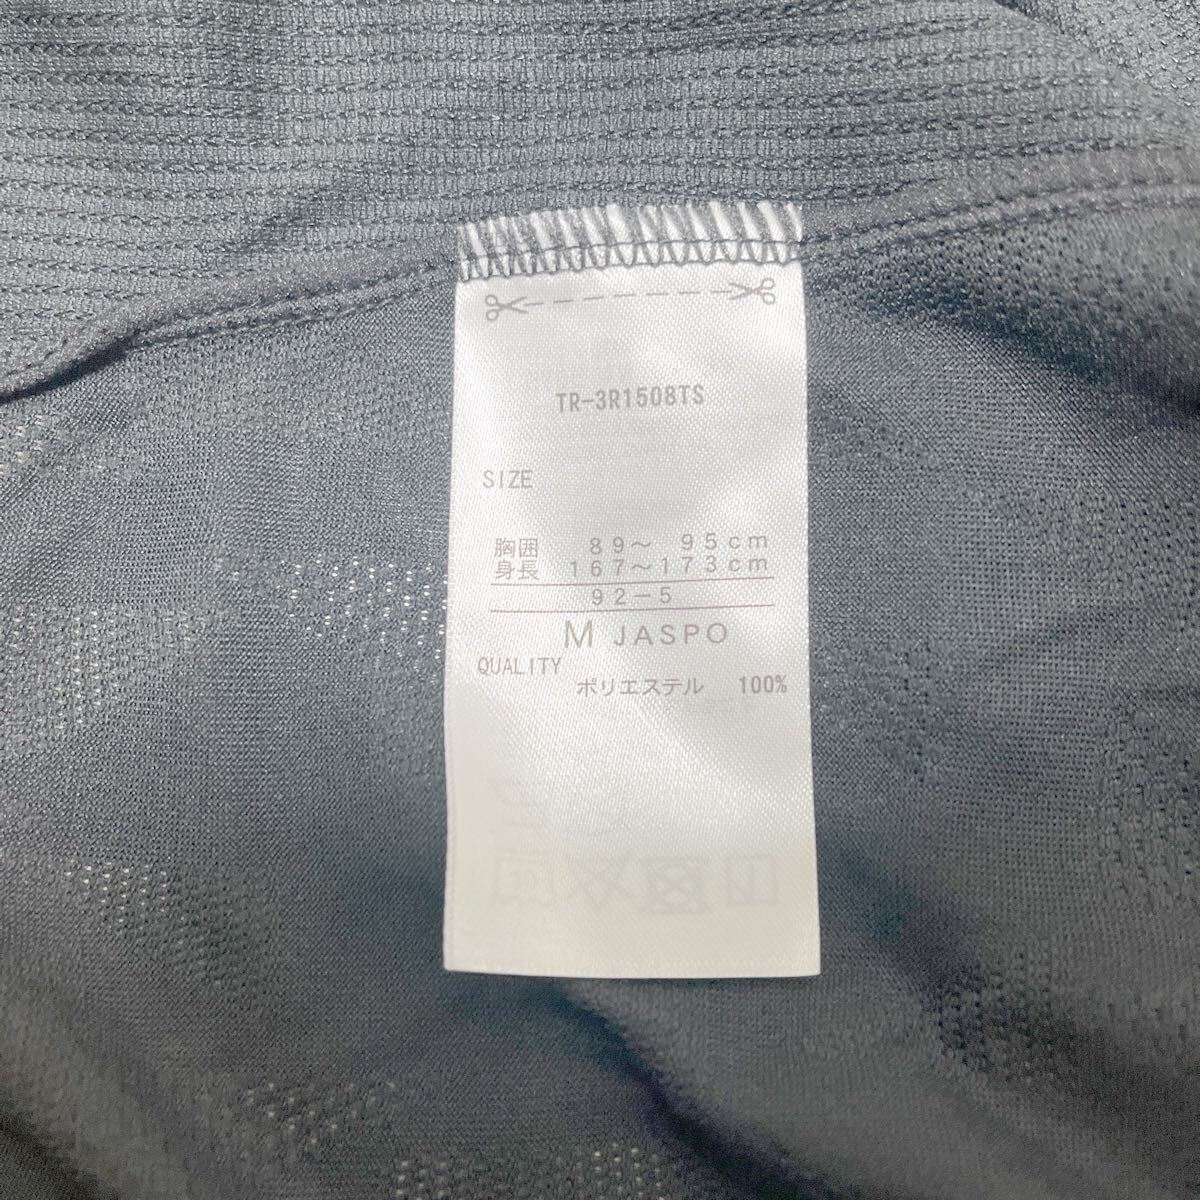 TR-3R1508TS
SIZE
胸囲 89～ 95cm
身長 167～173cm
92-5
M JASPO
QUALITY
ポリエステル 100%